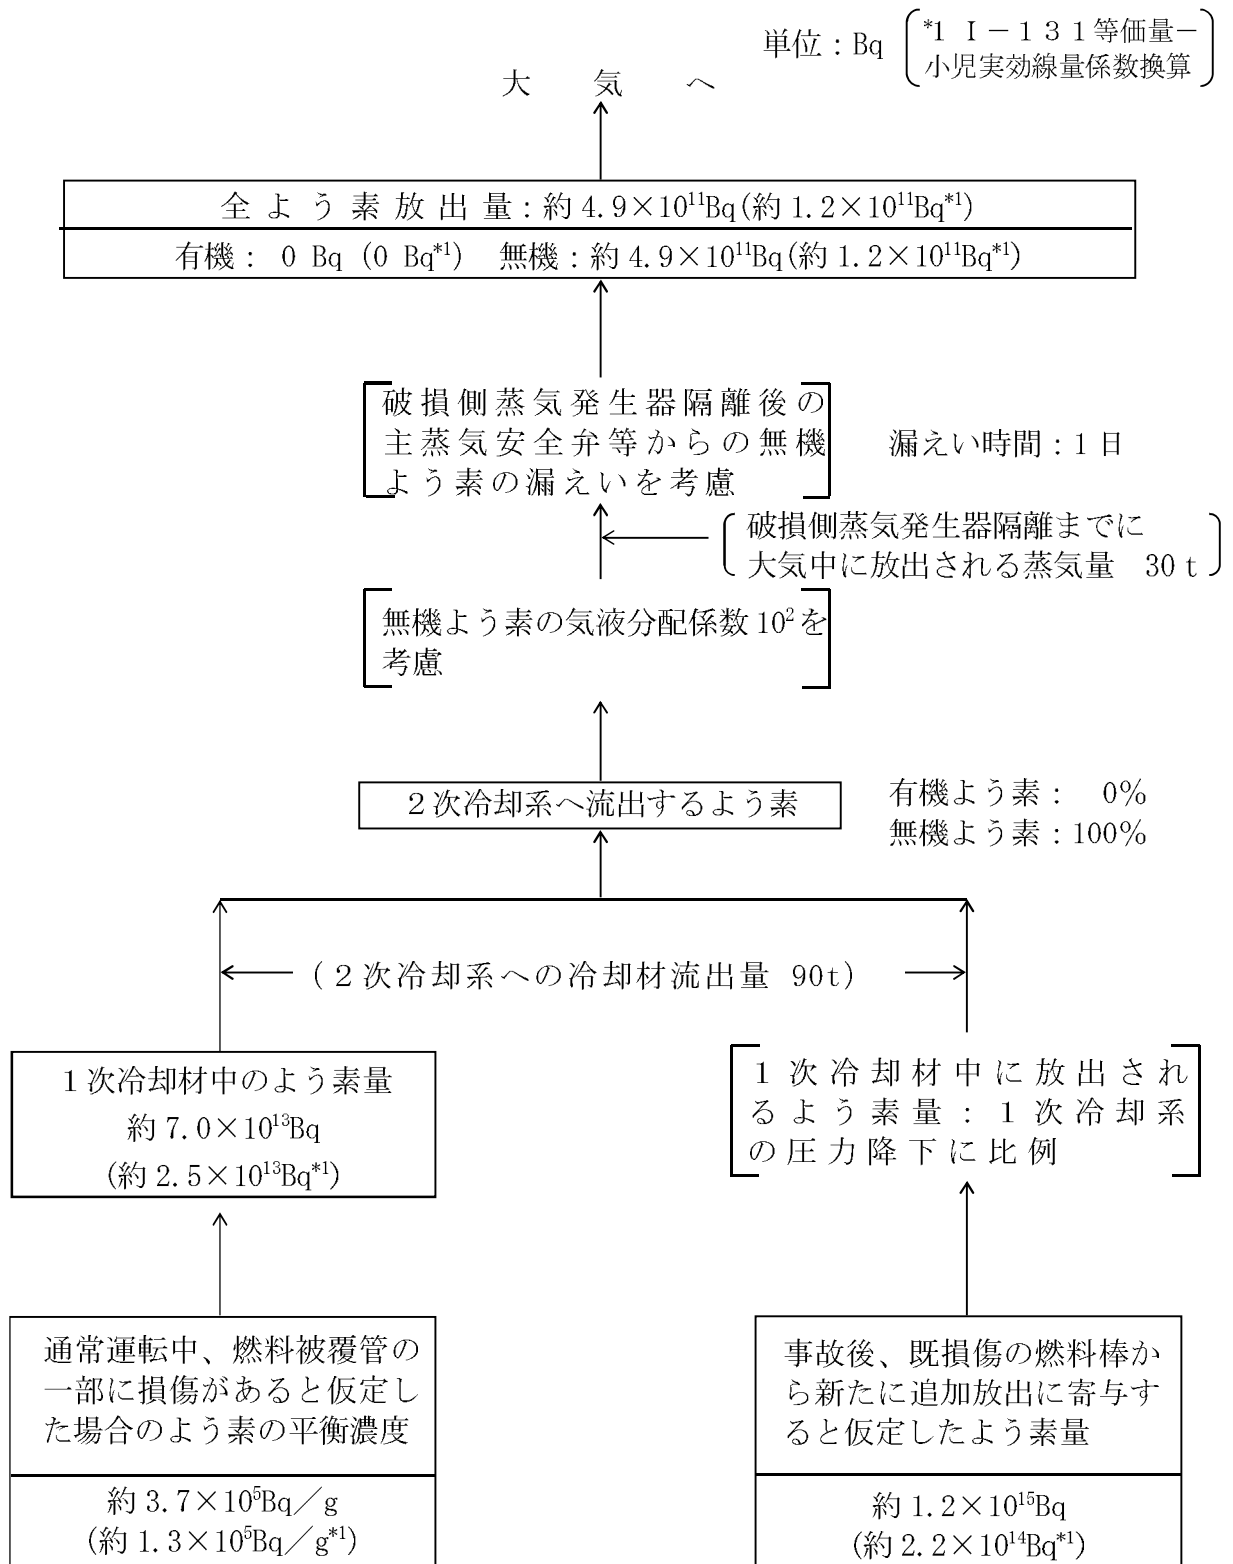 単位：Bq
*1 Ｉ－１３１等価量－
小児実効線量係数換算
大 気 へ
全よう素放出量：約4.9×10¹¹Bq(約1.2×10¹¹Bq*¹)
有機： 0 Bq (0 Bq*¹) 無機：約4.9×10¹¹Bq(約1.2×10¹¹Bq*¹)
破損側蒸気発生器隔離後の
主蒸気安全弁等からの無機
よう素の漏えいを考慮
漏えい時間：1日
破損側蒸気発生器隔離までに
大気中に放出される蒸気量 30ｔ
無機よう素の気液分配係数10²を
考慮
２次冷却系へ流出するよう素
有機よう素： 0%
無機よう素：100%
(２次冷却系への冷却材流出量 90t)
１次冷却材中のよう素量
約7.0×10¹³Bq
(約2.5×10¹³Bq*¹)
１次冷却材中に放出され
るよう素量：１次冷却系
の圧力降下に比例
通常運転中、燃料被覆管の
一部に損傷があると仮定し
た場合のよう素の平衡濃度
約3.7×10⁵Bq／g
(約1.3×10⁵Bq／g*¹)
事故後、既損傷の燃料棒か
ら新たに追加放出に寄与す
ると仮定したよう素量
約1.2×10¹⁵Bq
(約2.2×10¹⁴Bq*¹)